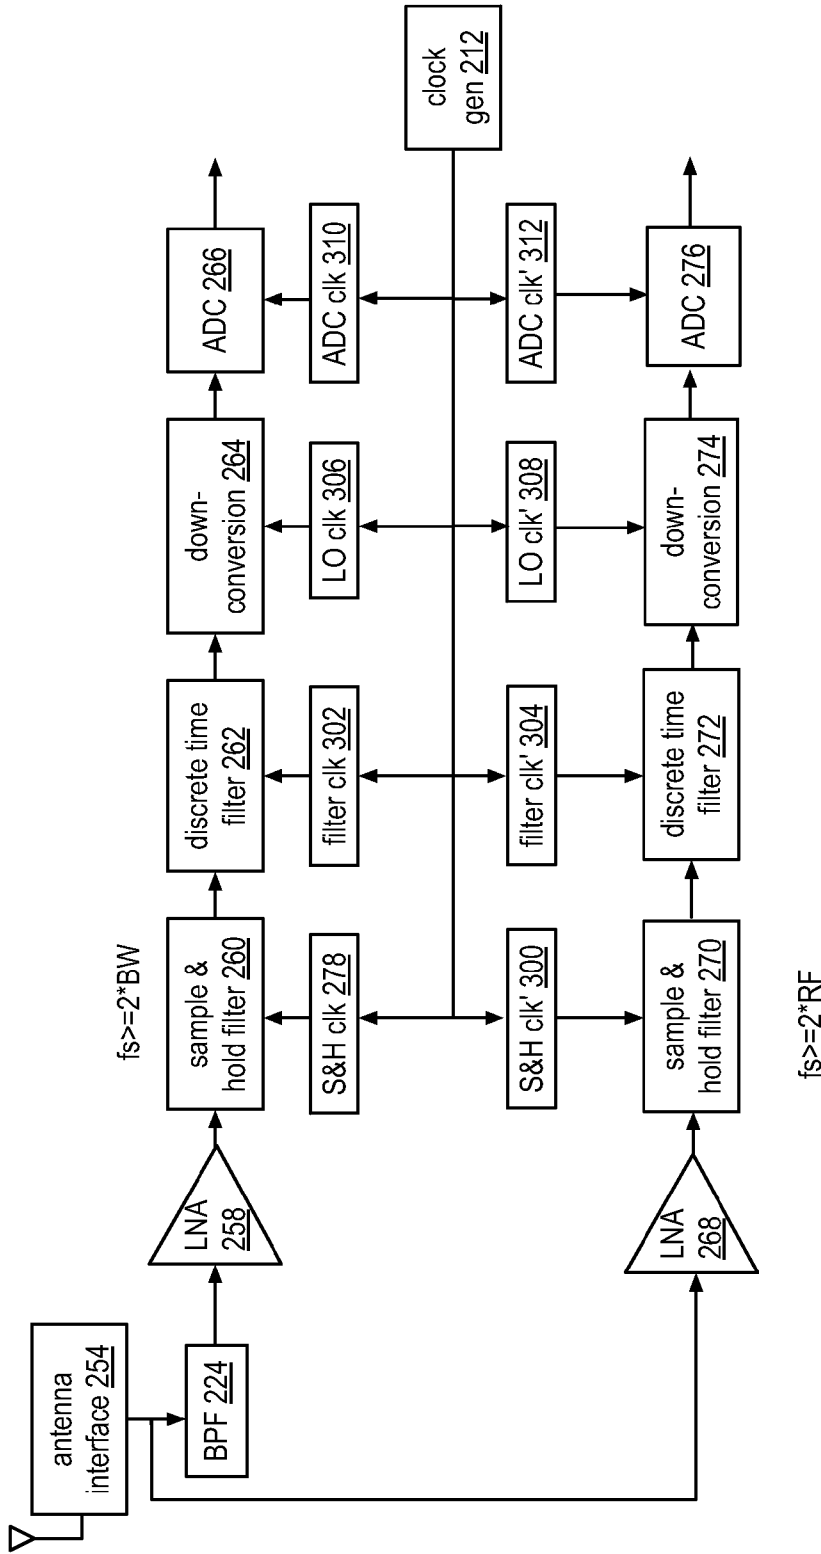 antenna
interface 254
BPF 224
LNA
258
fs>=2*BW
sample &
hold filter 260
discrete time
filter 262
down-
conversion 264
ADC 266
S&H clk 278
filter clk 302
LO clk 306
ADC clk 310
clock
gen 212
S&H clk' 300
filter clk' 304
LO clk' 308
ADC clk' 312
LNA
268
sample &
hold filter 270
discrete time
filter 272
down-
conversion 274
ADC 276
fs>=2*RF